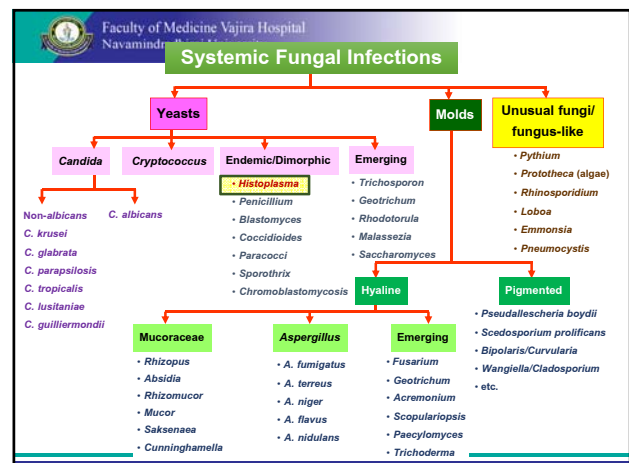 Faculty of Medicine Vajira Hospital
Systemic Fungal Infections
Yeasts
Molds
Unusual fungi/
fungus-like
• Pythium
• Prototheca (algae)
• Rhinosporidium
• Loboa
• Emmonsia
• Pneumocystis
Candida
Cryptococcus
Endemic/Dimorphic
Emerging
Non-albicans
C. krusei
C. glabrata
C. parapsilosis
C. tropicalis
C. lusitaniae
C. guilliermondii
• C. albicans
• Histoplasma
• Penicillium
• Blastomyces
• Coccidioides
• Paracocci
• Sporothrix
• Chromoblastomycosis
• Trichosporon
• Geotrichum
• Rhodotorula
• Malassezia
• Saccharomyces
Hyaline
Pigmented
• Pseudallescheria boydii
• Scedosporium prolificans
• Bipolaris/Curvularia
• Wangiella/Cladosporium
• etc.
Mucoraceae
Aspergillus
Emerging
• Rhizopus
• Absidia
• Rhizomucor
• Mucor
• Saksenaea
• Cunninghamella
• A. fumigatus
• A. terreus
• A. niger
• A. flavus
• A. nidulans
• Fusarium
• Geotrichum
• Acremonium
• Scopulariopsis
• Paecylomyces
• Trichoderma